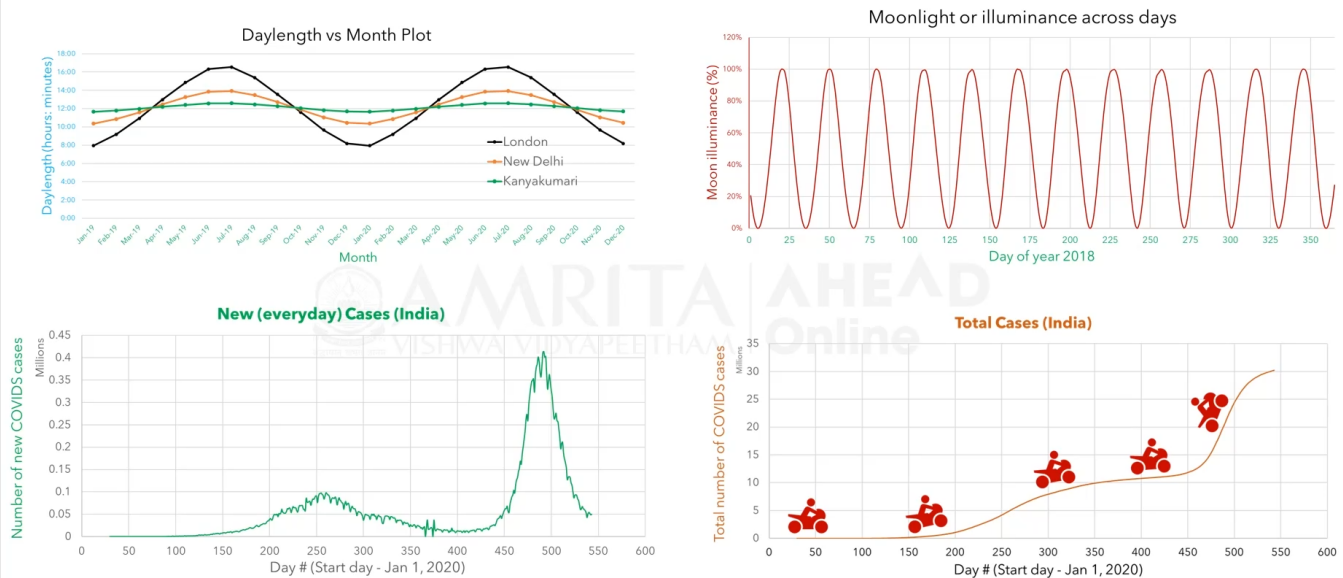 Daylength vs Month Plot
Daylength (hours: minutes)
18:00
16:00
14:00
12:00
10:00
8:00
6:00
4:00
2:00
0:00
London
New Delhi
Kanyakumari
Jan-19 Feb-19 Mar-19 Apr-19 May-19 Jun-19 Jul-19 Aug-19 Sep-19 Oct-19 Nov-19 Dec-19 Jan-20 Feb-20 Mar-20 Apr-20 May-20 Jun-20 Jul-20 Aug-20 Sep-20 Oct-20 Nov-20 Dec-20
Month
Moonlight or illuminance across days
Moon illuminance (%)
120%
100%
80%
60%
40%
20%
0%
0 25 50 75 100 125 150 175 200 225 250 275 300 325 350
Day of year 2018
AMRITA AHEAD
VISHWA VIDYAPEETHAM Online
New (everyday) Cases (India)
Number of new COVIDS cases
Millions
0.45
0.4
0.35
0.3
0.25
0.2
0.15
0.1
0.05
0
0 50 100 150 200 250 300 350 400 450 500 550 600
Day # (Start day - Jan 1, 2020)
Total Cases (India)
Total number of COVIDS cases
Millions
35
30
25
20
15
10
5
0
0 50 100 150 200 250 300 350 400 450 500 550 600
Day # (Start day - Jan 1, 2020)